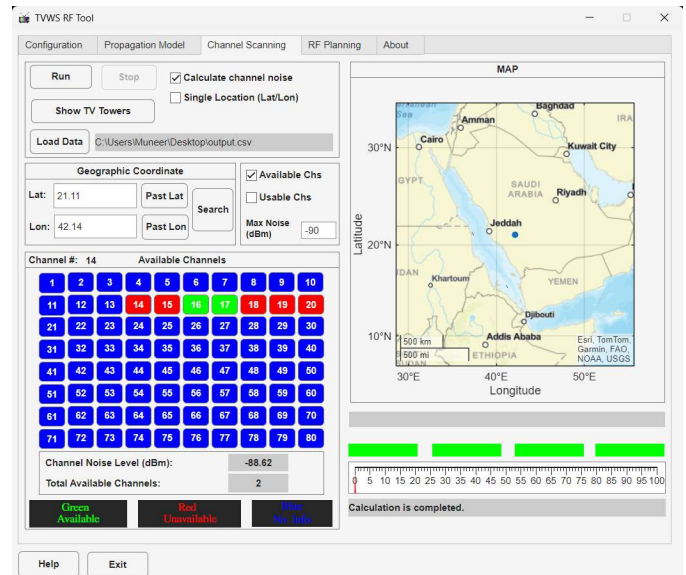 TVWS RF Tool
Configuration Propagation Model Channel Scanning RF Planning About
Run Stop Calculate channel noise
Single Location (Lat/Lon)
Show TV Towers
Load Data C:\Users\Muneer\Desktop\output.csv
Geographic Coordinate
Lat: 21.11 Past Lat
Search
Lon: 42.14 Past Lon
Available Chs
Usable Chs
Max Noise
(dBm) -90
Channel #: 14 Available Channels
1 2 3 4 5 6 7 8 9 10
11 12 13 14 15 16 17 18 19 20
21 22 23 24 25 26 27 28 29 30
31 32 33 34 35 36 37 38 39 40
41 42 43 44 45 46 47 48 49 50
51 52 53 54 55 56 57 58 59 60
61 62 63 64 65 66 67 68 69 70
71 72 73 74 75 76 77 78 79 80
Channel Noise Level (dBm): -88.62
Total Available Channels: 2
Green
Available
Red
Unavailable
Blue
No Info
MAP
Sea
Baghdad
Amman
IRA
Cairo
Kuwait City
GYPT
SAUDI
ARABIA
Riyadh
Jeddah
DAN
Khartoum
YEMEN
Djibouti
Addis Ababa
ETHIOPIA
500 km
500 mi
Esri, TomTom,
Garmin, FAO,
NOAA, USGS
30°N
20°N
10°N
Latitude
30°E 40°E 50°E
Longitude
0 5 10 15 20 25 30 35 40 45 50 55 60 65 70 75 80 85 90 95 100
Calculation is completed.
Help Exit